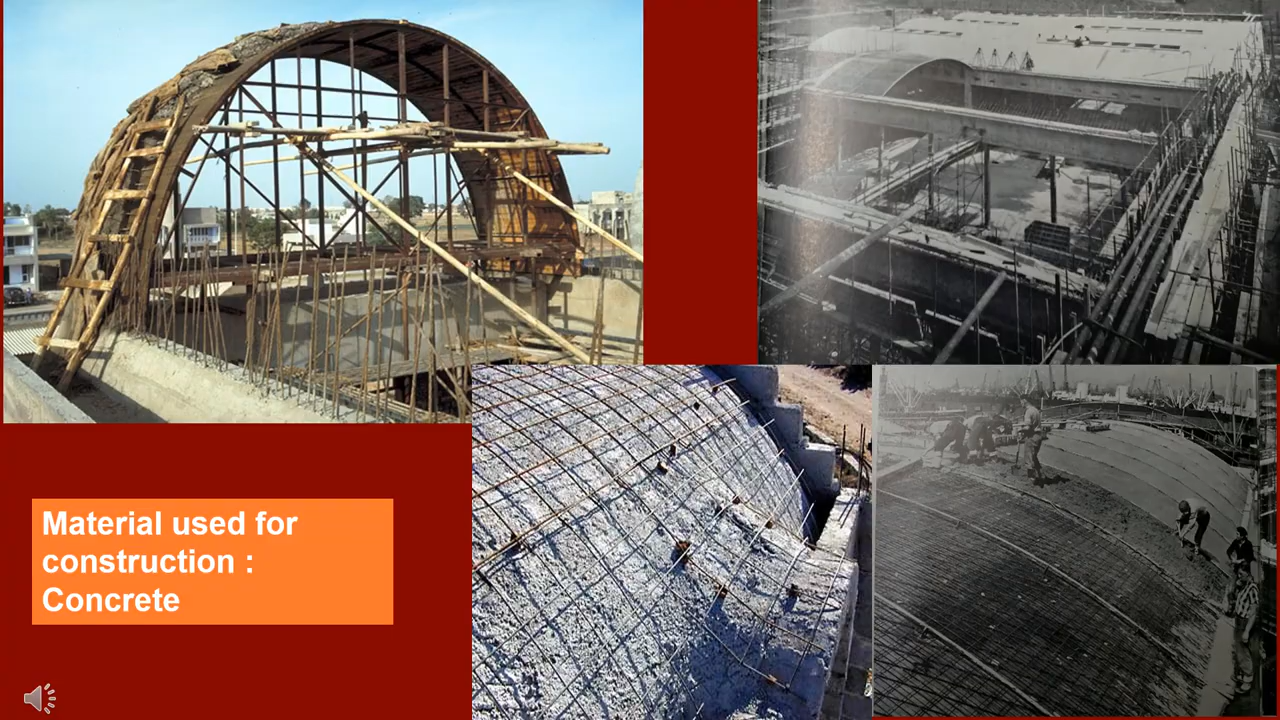 Material used for
construction :
Concrete